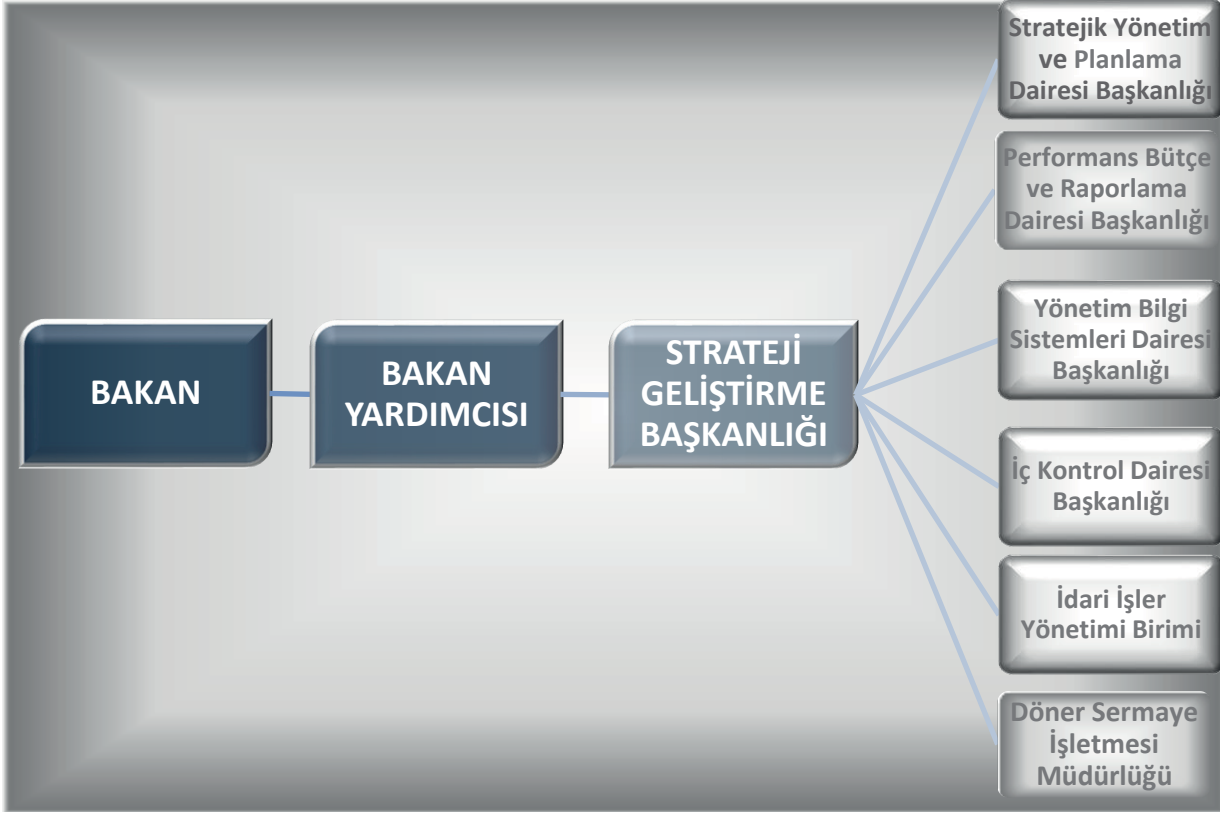 BAKAN
BAKAN
YARDIMCISI
STRATEJİ
GELİŞTİRME
BAŞKANLIĞI
Stratejik Yönetim
ve Planlama
Dairesi Başkanlığı
Performans Bütçe
ve Raporlama
Dairesi Başkanlığı
Yönetim Bilgi
Sistemleri Dairesi
Başkanlığı
İç Kontrol Dairesi
Başkanlığı
İdari İşler
Yönetimi Birimi
Döner Sermaye
İşletmesi
Müdürlüğü